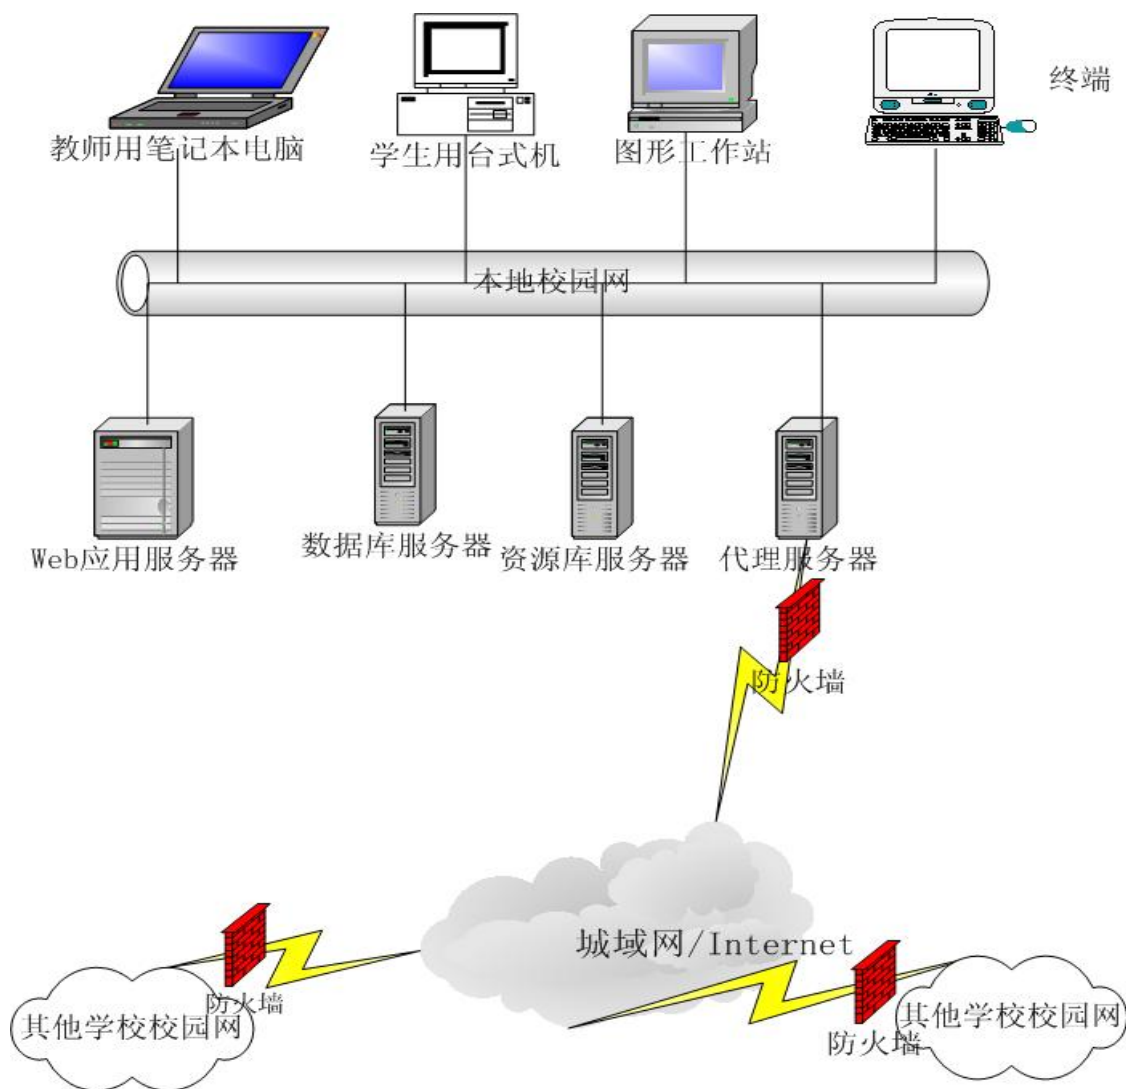 终端
教师用笔记本电脑
学生用台式机
图形工作站
本地校园网
Web应用服务器
数据库服务器
资源库服务器
代理服务器
防火墙
城域网/Internet
防火墙
其他学校校园网
防火墙
其他学校校园网